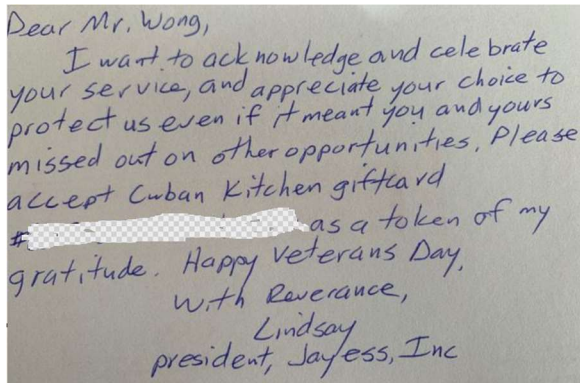 Dear Mr. Wong,
I want to acknowledge and celebrate
your service, and appreciate your choice to
protect us even if it meant you and yours
missed out on other opportunities. Please
accept Cuban Kitchen giftcard
# as a token of my
gratitude. Happy Veterans Day.
With Reverance,
Lindsay
president, Jayess, Inc